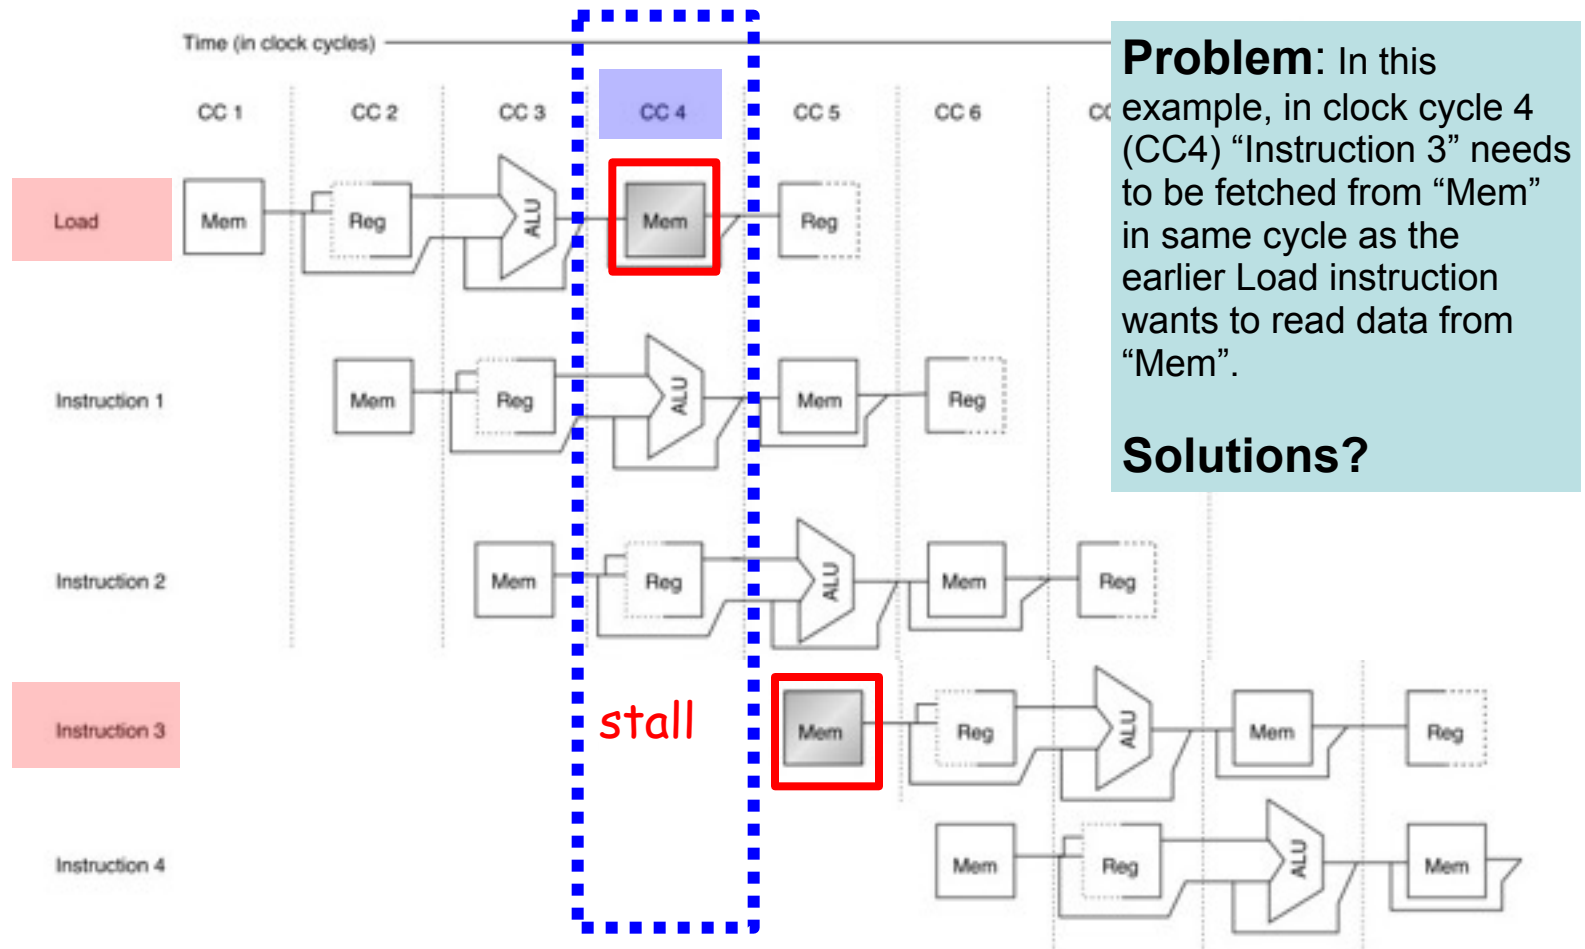 Time (in clock cycles)
CC 1 CC 2 CC 3 CC 4 CC 5 CC 6 CC
Problem: In this
example, in clock cycle 4
(CC4) “Instruction 3” needs
to be fetched from “Mem”
in same cycle as the
earlier Load instruction
wants to read data from
“Mem”.
Solutions?
Load Mem Reg ALU Mem Reg
Instruction 1 Mem Reg ALU Mem Reg
Instruction 2 Mem Reg ALU Mem Reg
Instruction 3 stall Mem Reg ALU Mem Reg
Instruction 4 Mem Reg ALU Mem